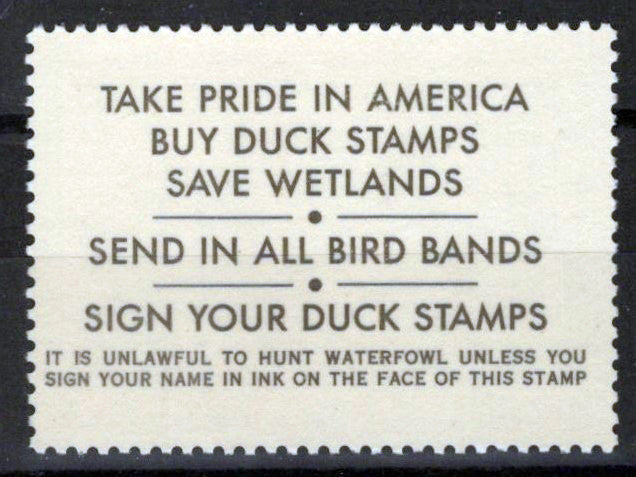 TAKE PRIDE IN AMERICA
BUY DUCK STAMPS
SAVE WETLANDS
SEND IN ALL BIRD BANDS
SIGN YOUR DUCK STAMPS
IT IS UNLAWFUL TO HUNT WATERFOWL UNLESS YOU
SIGN YOUR NAME IN INK ON THE FACE OF THIS STAMP